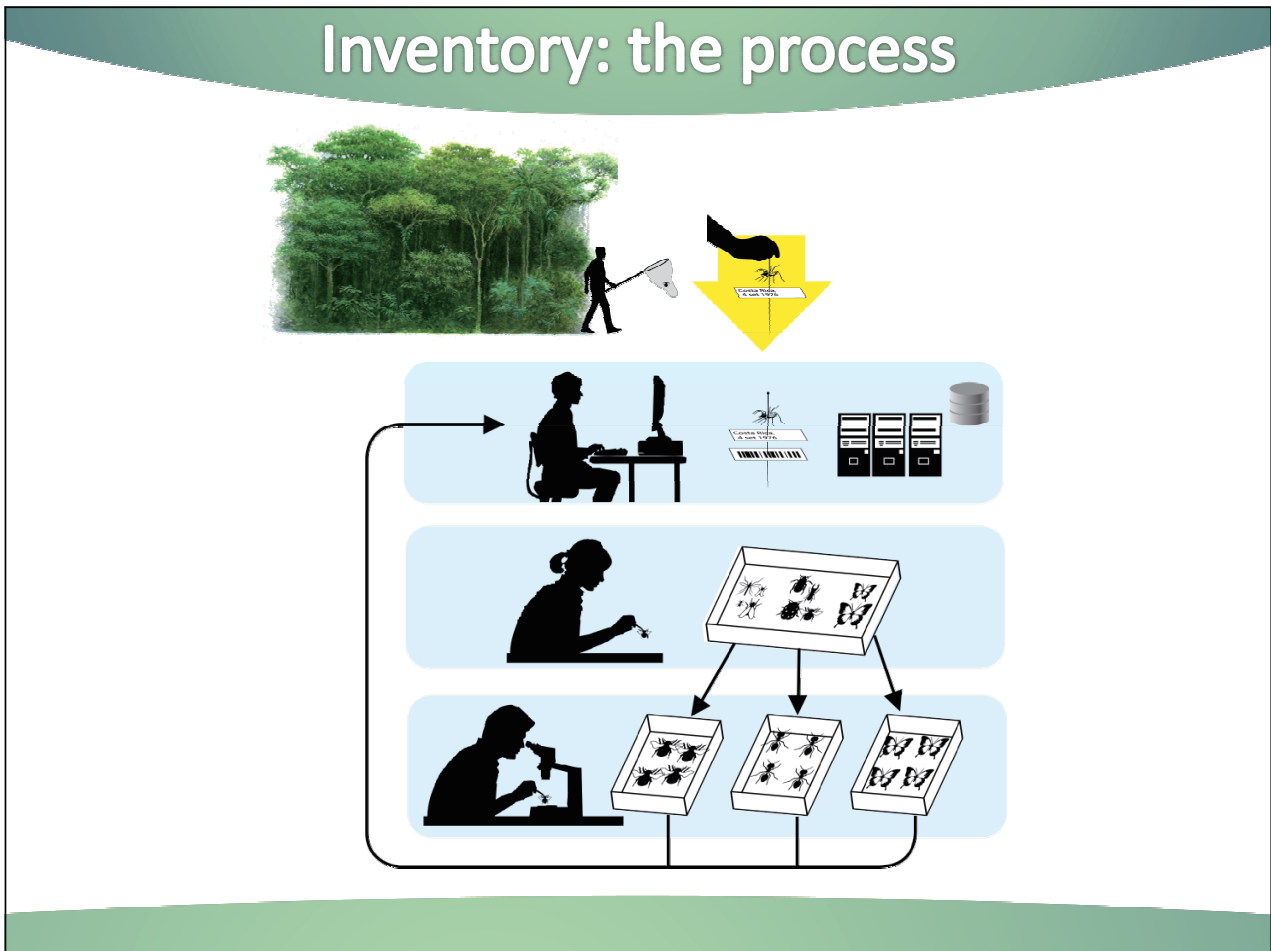 Inventory: the process
Costa Rica,
4 set 1976
Costa Rica,
4 set 1976